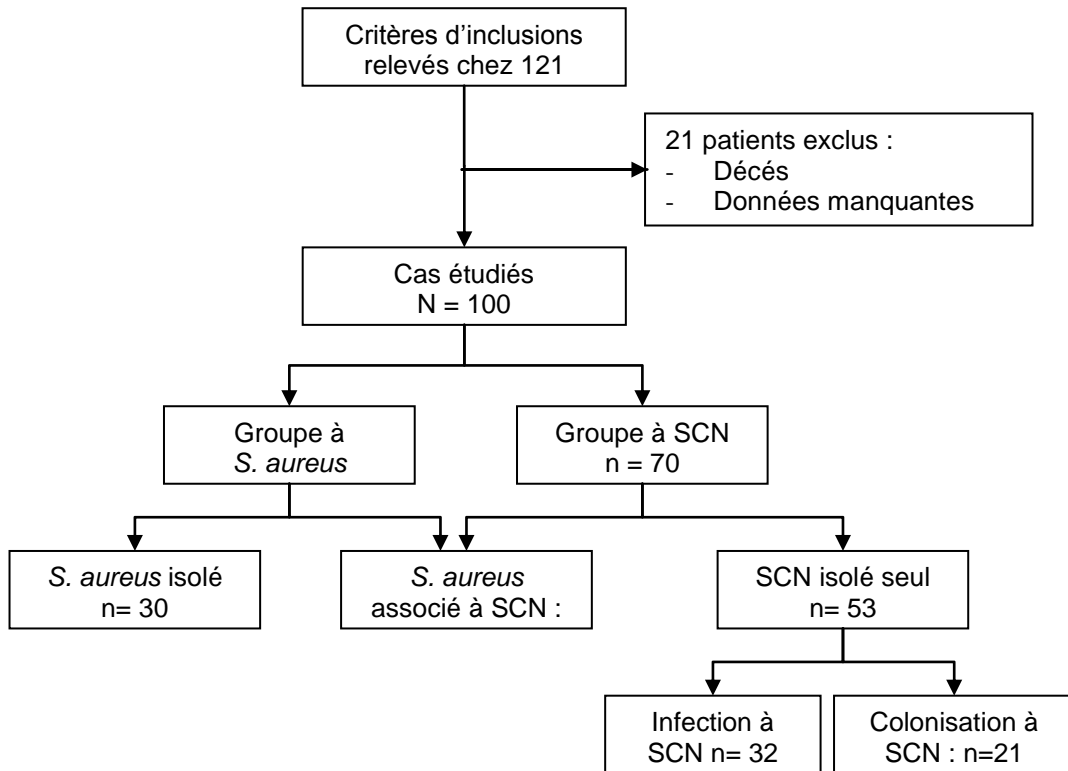 Critères d'inclusions
relevés chez 121
21 patients exclus :
- Décés
- Données manquantes
Cas étudiés
N = 100
Groupe à
S. aureus
Groupe à SCN
n = 70
S. aureus isolé
n= 30
S. aureus
associé à SCN :
SCN isolé seul
n= 53
Infection à
SCN n= 32
Colonisation à
SCN : n=21